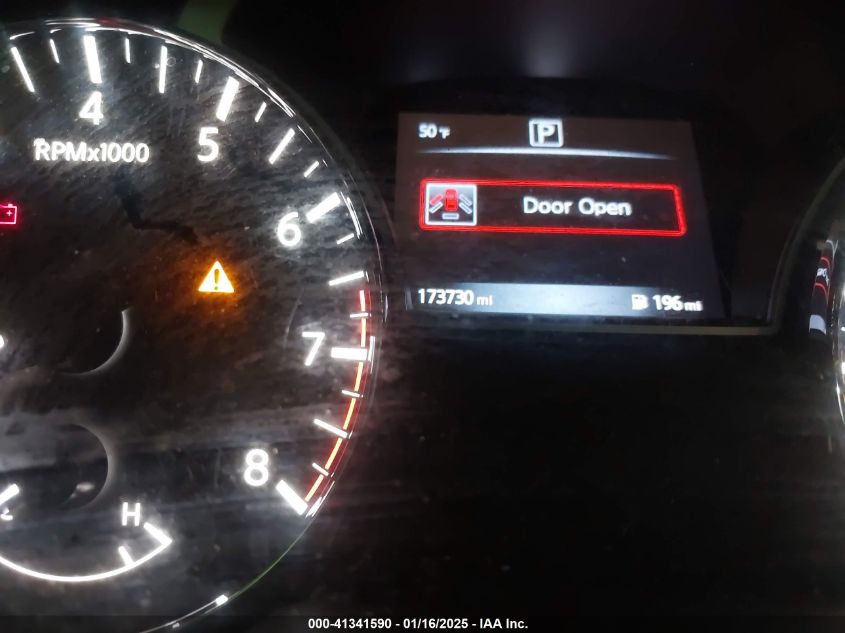 4
5
RPMx1000
6
7
8
H
50°F
P
Door Open
173730 mi
196 mi
000-41341590 - 01/16/2025 - IAA Inc.